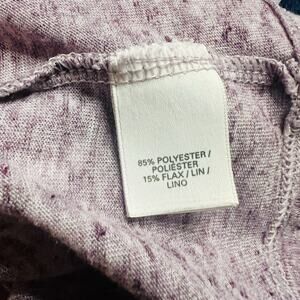 85% POLYESTER /
POLIÉSTER
15% FLAX / LIN /
LINO